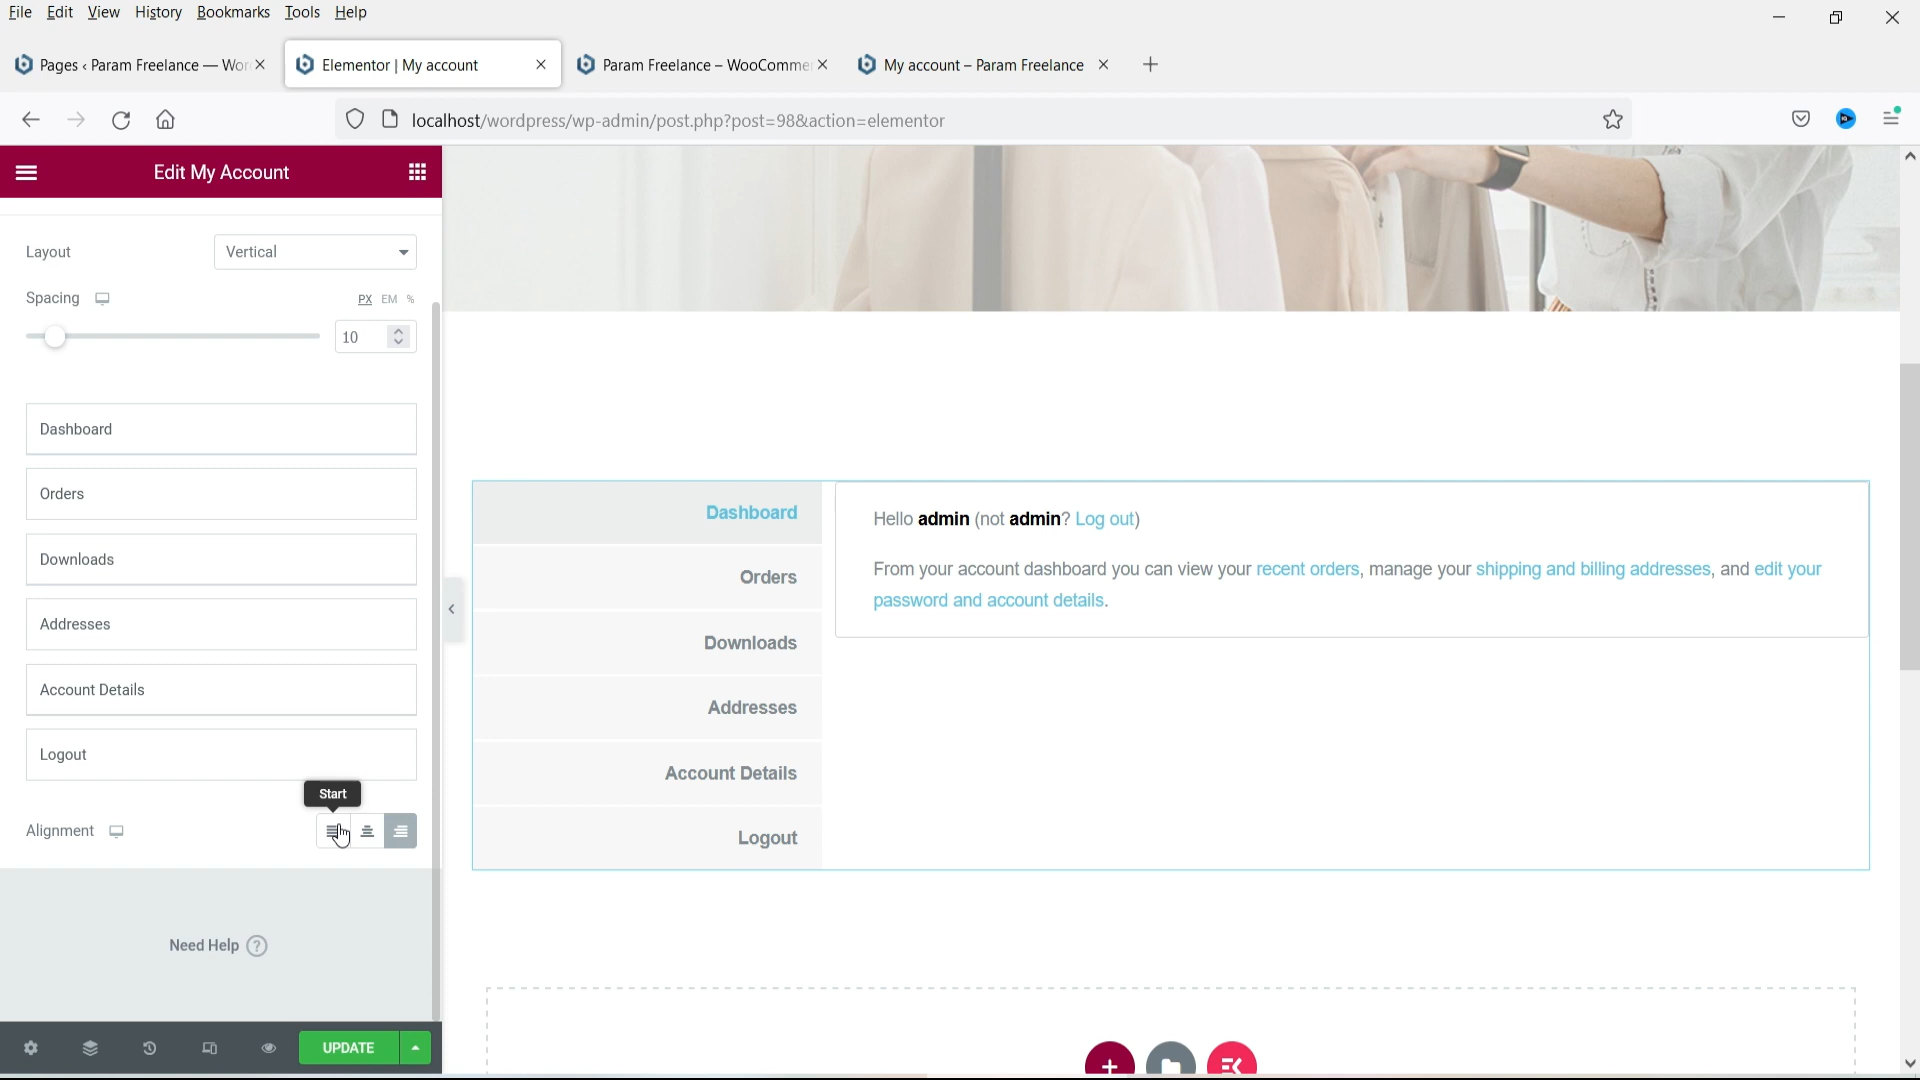 File Edit View History Bookmarks Tools Help
Pages ‹ Param Freelance — Wor
Elementor | My account
Param Freelance – WooComme
My account – Param Freelance
localhost/wordpress/wp-admin/post.php?post=98&action=elementor
Edit My Account
Layout
Vertical
Spacing
PX EM %
10
Dashboard
Orders
Downloads
Addresses
Account Details
Logout
Start
Alignment
Need Help ?
UPDATE
Dashboard
Orders
Downloads
Addresses
Account Details
Logout
Hello admin (not admin? Log out)
From your account dashboard you can view your recent orders, manage your shipping and billing addresses, and edit your
password and account details.